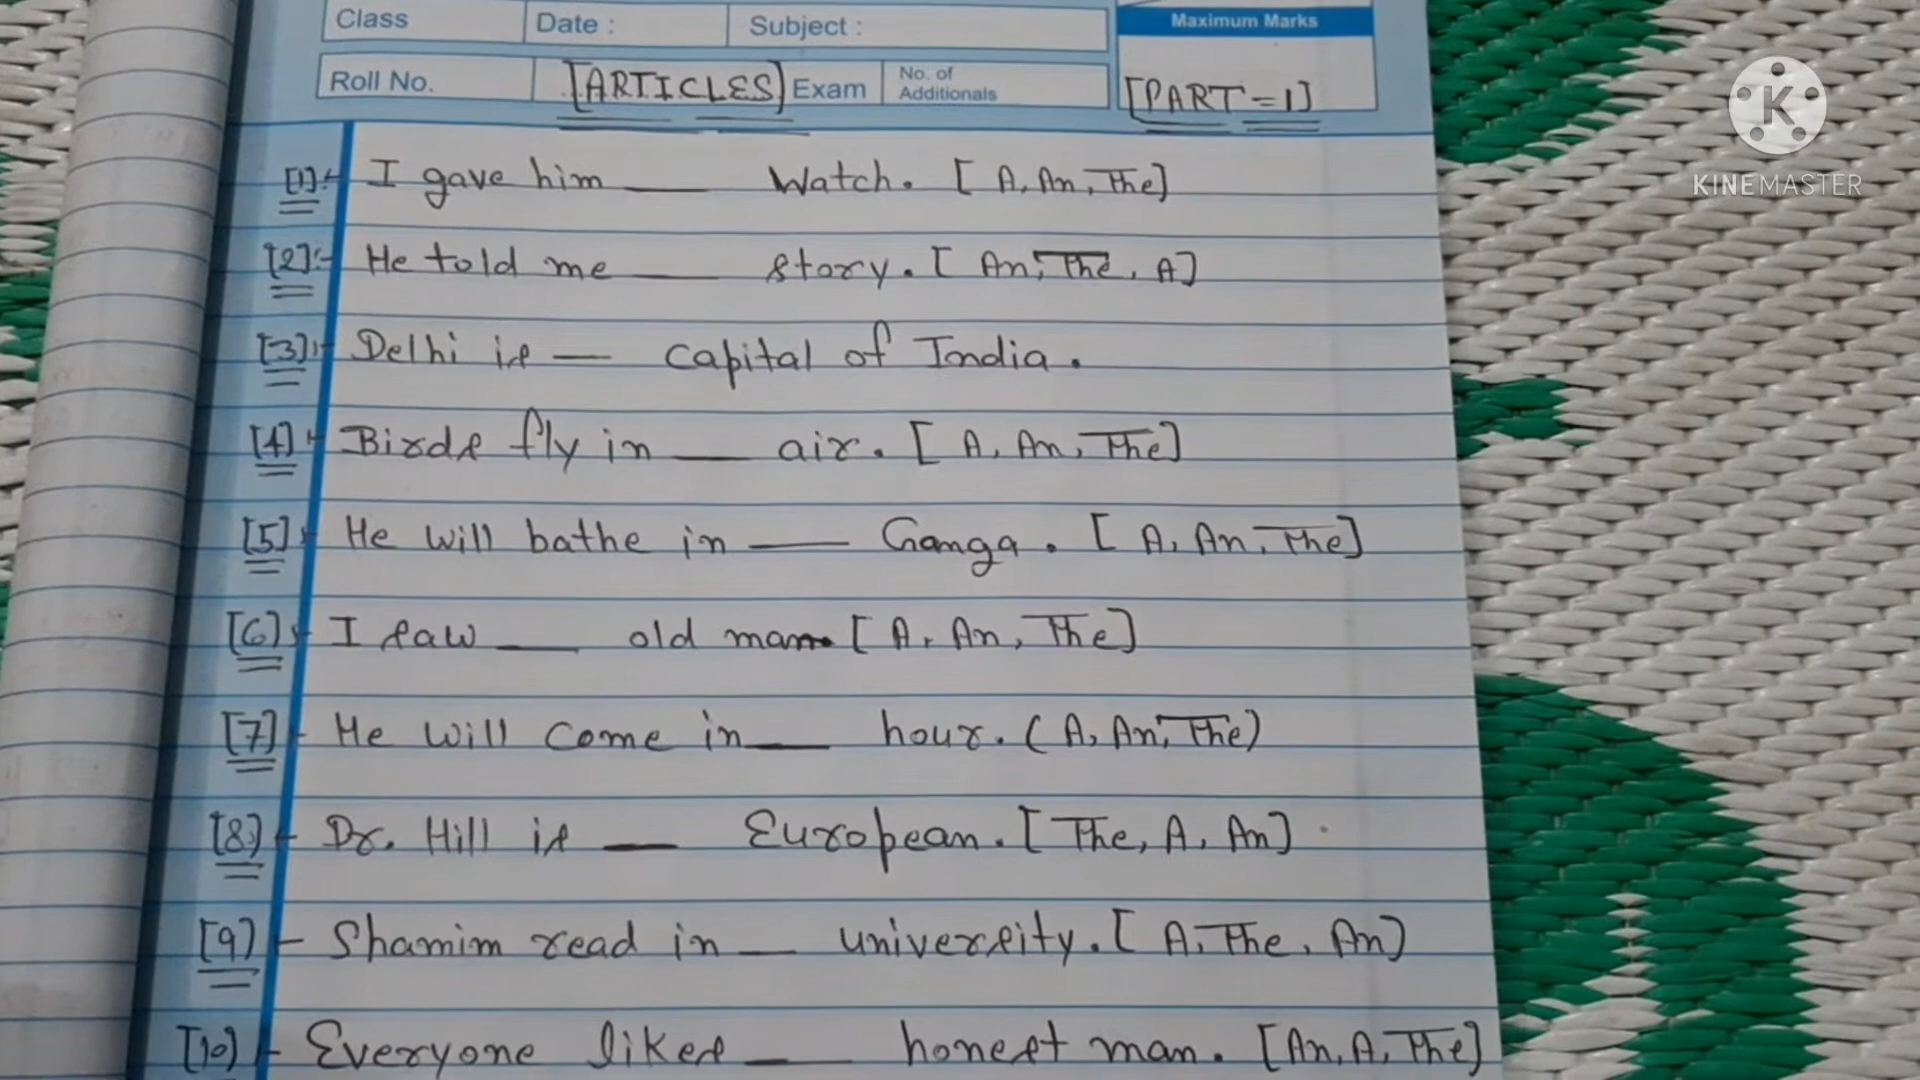 Class Date : Subject : Maximum Marks
Roll No. [ARTICLES] Exam No. of Additionals [PART-1]
K
KINEMASTER
[1]:- I gave him ___ Watch. [A, An, The]
[2]:- He told me ___ story. [An, The, A]
[3]:- Delhi is ___ capital of India.
[4]:- Birds fly in ___ air. [A, An, The]
[5]:- He will bathe in ___ Ganga. [A, An, The]
[6]:- I saw ___ old man. [A, An, The]
[7]:- He will come in ___ hour. (A, An, The)
[8]:- Dr. Hill is ___ European. [The, A, An]
[9]:- Shamim read in ___ university. [A, The, An]
[10]:- Everyone likes ___ honest man. [An, A, The]